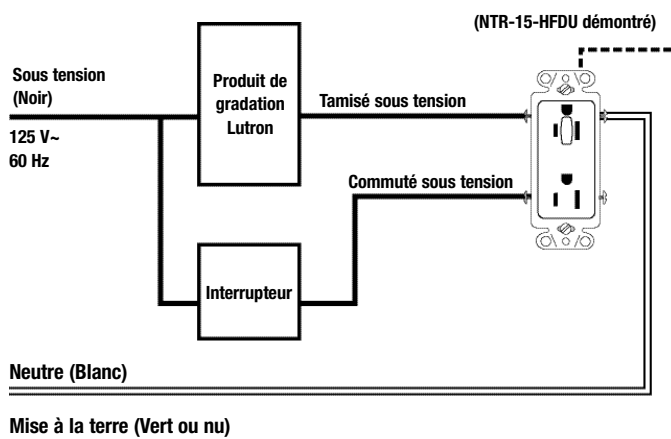 (NTR-15-HFDU démontré)
Sous tension
(Noir)
125 V~
60 Hz
Produit de
gradation
Lutron
Tamisé sous tension
Commuté sous tension
Interrupteur
Neutre (Blanc)
Mise à la terre (Vert ou nu)